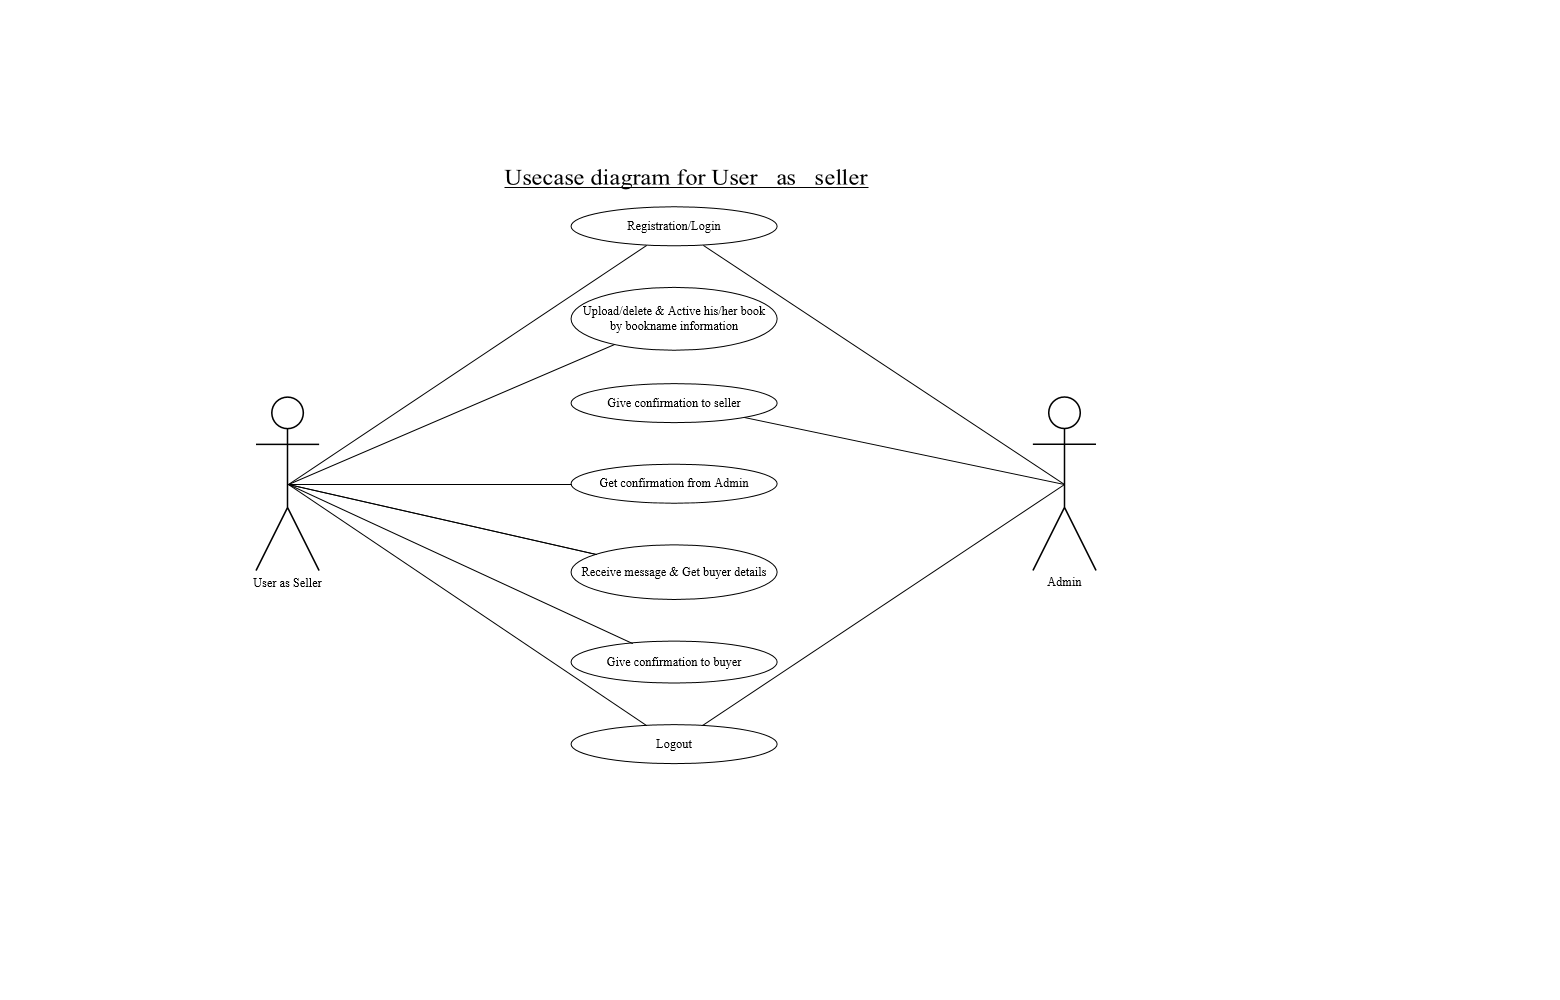 Usecase diagram for User as seller
Registration/Login
Upload/delete & Active his/her book
by bookname information
Give confirmation to seller
Get confirmation from Admin
Receive message & Get buyer details
User as Seller
Admin
Give confirmation to buyer
Logout